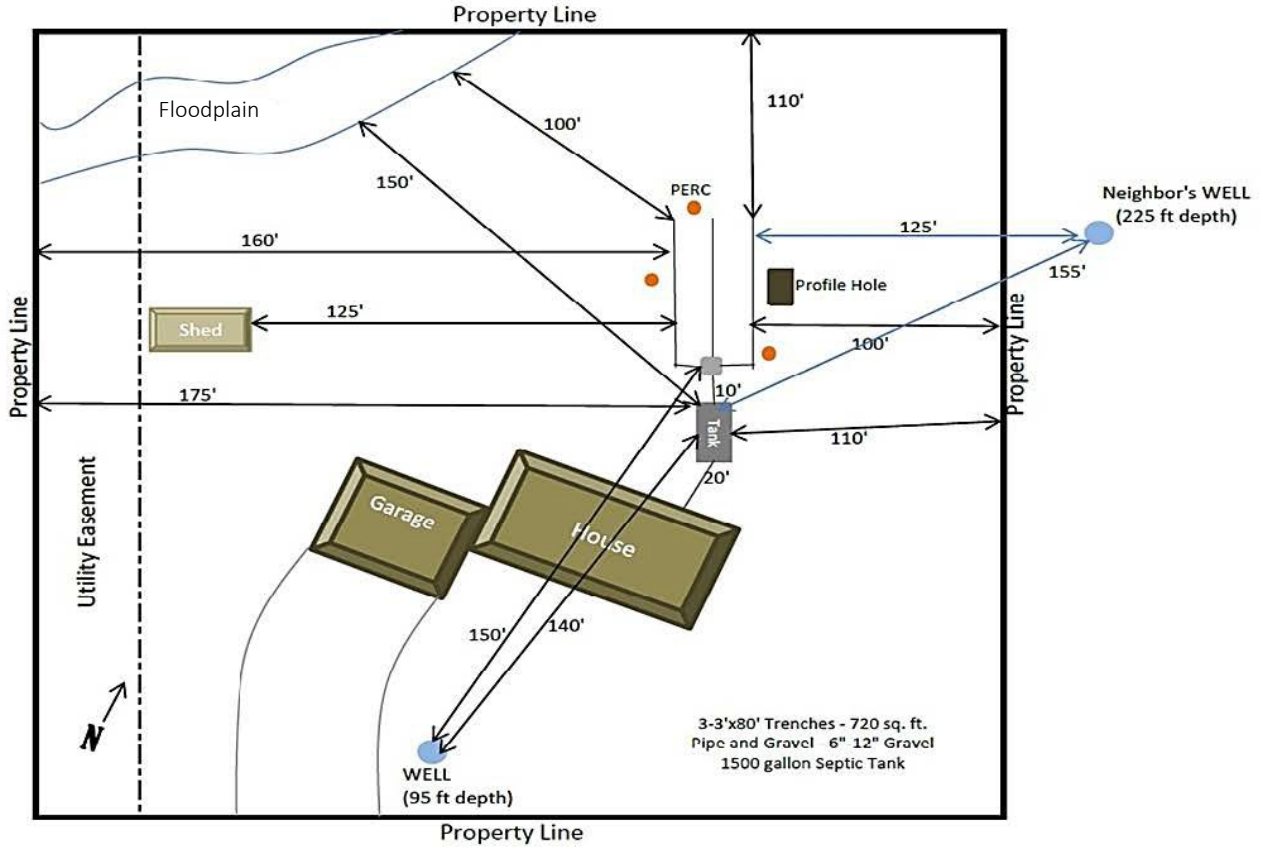 Property Line
Floodplain
110'
100'
150'
PERC
Neighbor's WELL
(225 ft depth)
125'
160'
155'
Profile Hole
Shed
125'
100'
Property Line
Property Line
175'
10'
Tank
110'
20'
Garage
House
Utility Easement
150'
140'
N
3-3'x80' Trenches - 720 sq. ft.
Pipe and Gravel 6" 12" Gravel
1500 gallon Septic Tank
WELL
(95 ft depth)
Property Line